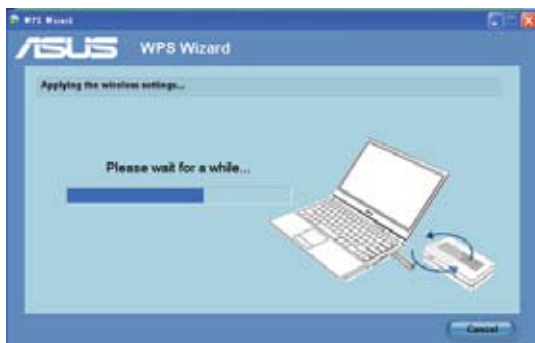 WPS Wizard
ASUS WPS Wizard
Applying the wireless settings...
Please wait for a while...
Cancel